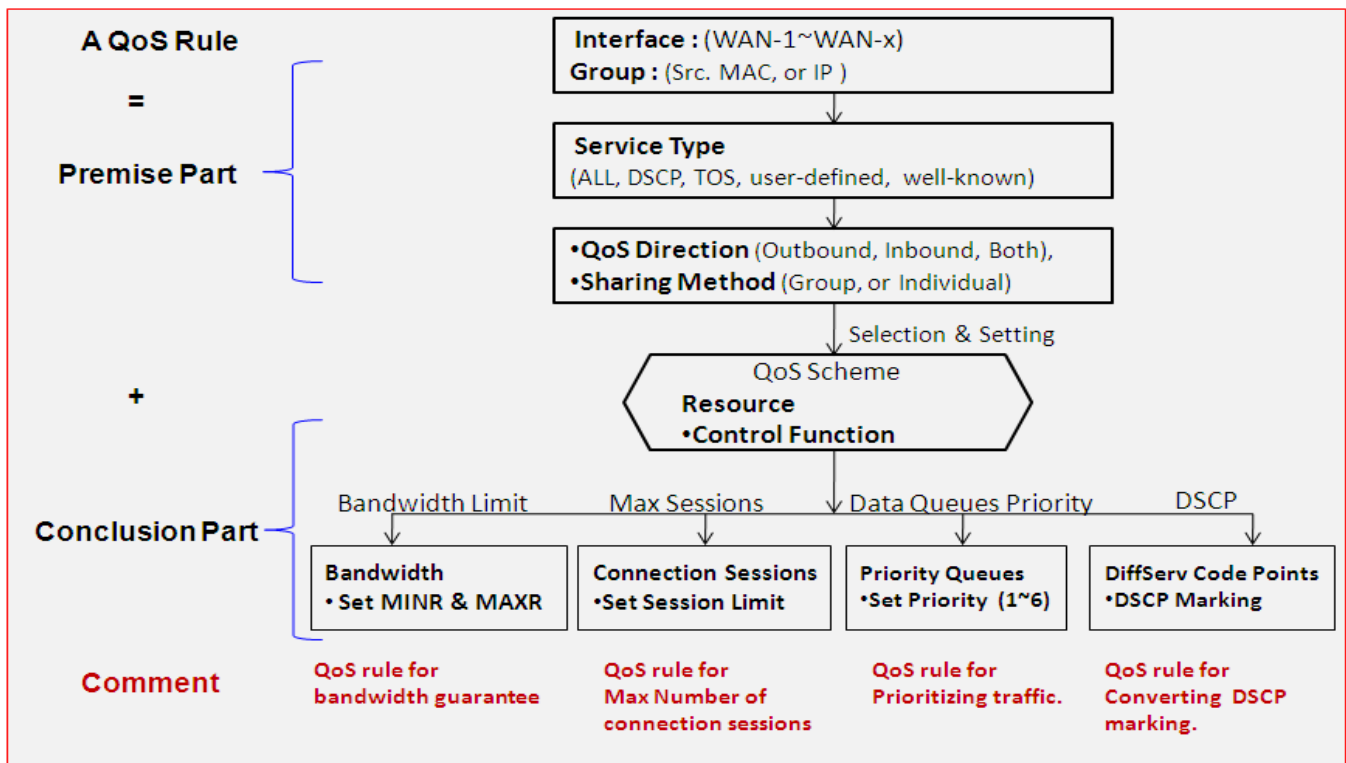 A QoS Rule
=
Premise Part
+
Conclusion Part
Comment
Interface : (WAN-1~WAN-x)
Group : (Src. MAC, or IP )
Service Type
(ALL, DSCP, TOS, user-defined, well-known)
•QoS Direction (Outbound, Inbound, Both),
•Sharing Method (Group, or Individual)
Selection & Setting
QoS Scheme
Resource
•Control Function
Bandwidth Limit
Max Sessions
Data Queues Priority
DSCP
Bandwidth
• Set MINR & MAXR
Connection Sessions
•Set Session Limit
Priority Queues
•Set Priority (1~6)
DiffServ Code Points
•DSCP Marking
QoS rule for
bandwidth guarantee
QoS rule for
Max Number of
connection sessions
QoS rule for
Prioritizing traffic.
QoS rule for
Converting DSCP
marking.